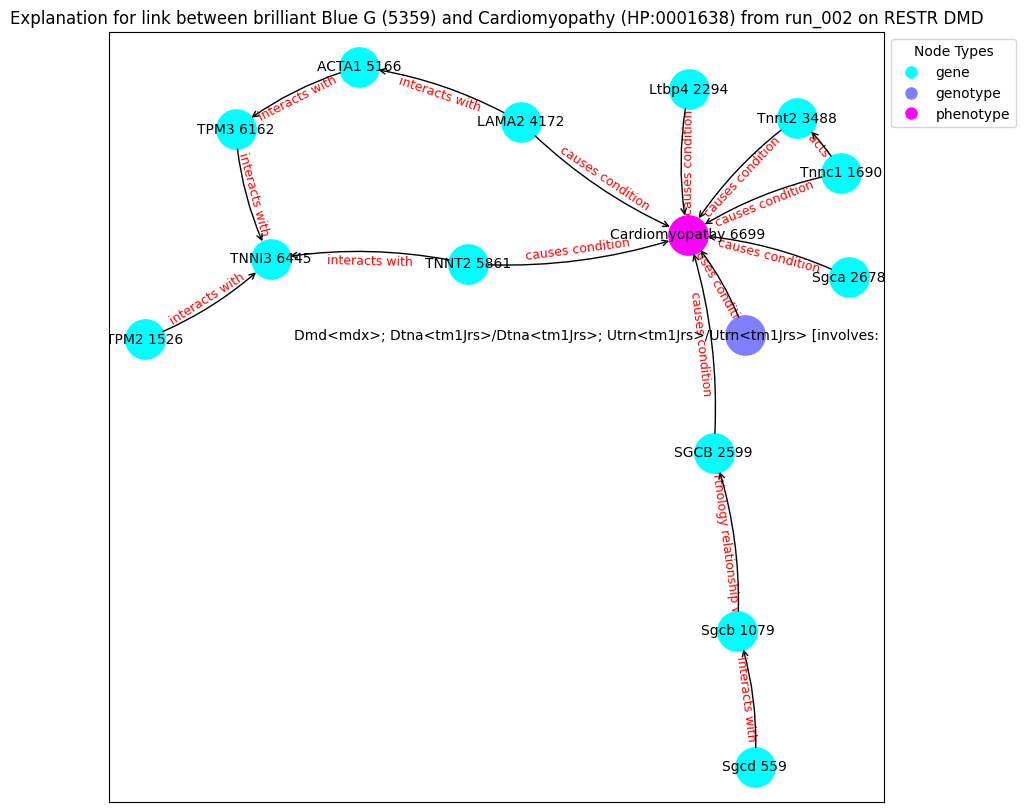 Explanation for link between brilliant Blue G (5359) and Cardiomyopathy (HP:0001638) from run_002 on RESTR DMD
Node Types
gene
genotype
phenotype
ACTA1 5166
interacts with
interacts with
Ltbp4 2294
TPM3 6162
LAMA2 4172
Tnnt2 3488
causes condition
causes condition
causes condition
Tnnc1 1690
interacts with
causes condition
Cardiomyopathy 6699
causes condition
causes condition
TNNI3 6445
interacts with
TNNT2 5861
Sgca 2678
interacts with
TPM2 1526
Dmd<mdx>; Dtna<tm1Jrs>/Dtna<tm1Jrs>; Utrn<tm1Jrs>/Utrn<tm1Jrs> [involves:
causes condition
SGCB 2599
thology relationship
Sgcb 1079
interacts with
Sgcd 559